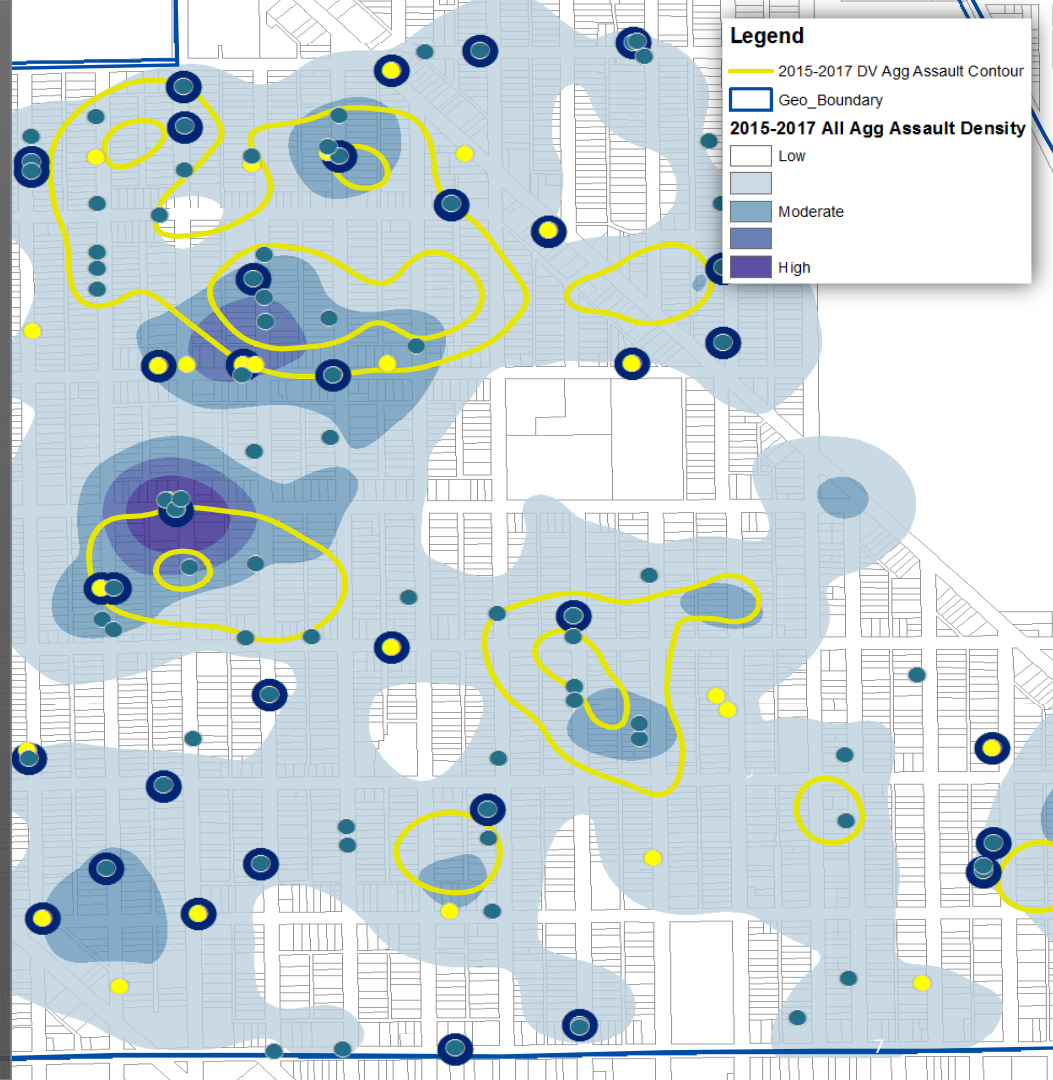 Legend
2015-2017 DV Agg Assault Contour
Geo_Boundary
2015-2017 All Agg Assault Density
Low
Moderate
High
7